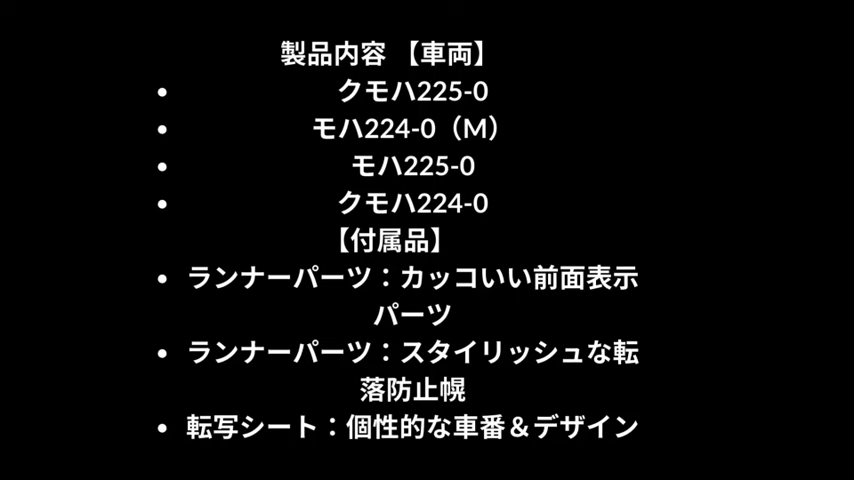 製品内容 【車両】
• クモハ225-0
• モハ224-0（M）
• モハ225-0
• クモハ224-0
【付属品】
• ランナーパーツ：カッコいい前面表示
パーツ
• ランナーパーツ：スタイリッシュな転
落防止幌
• 転写シート：個性的な車番＆デザイン